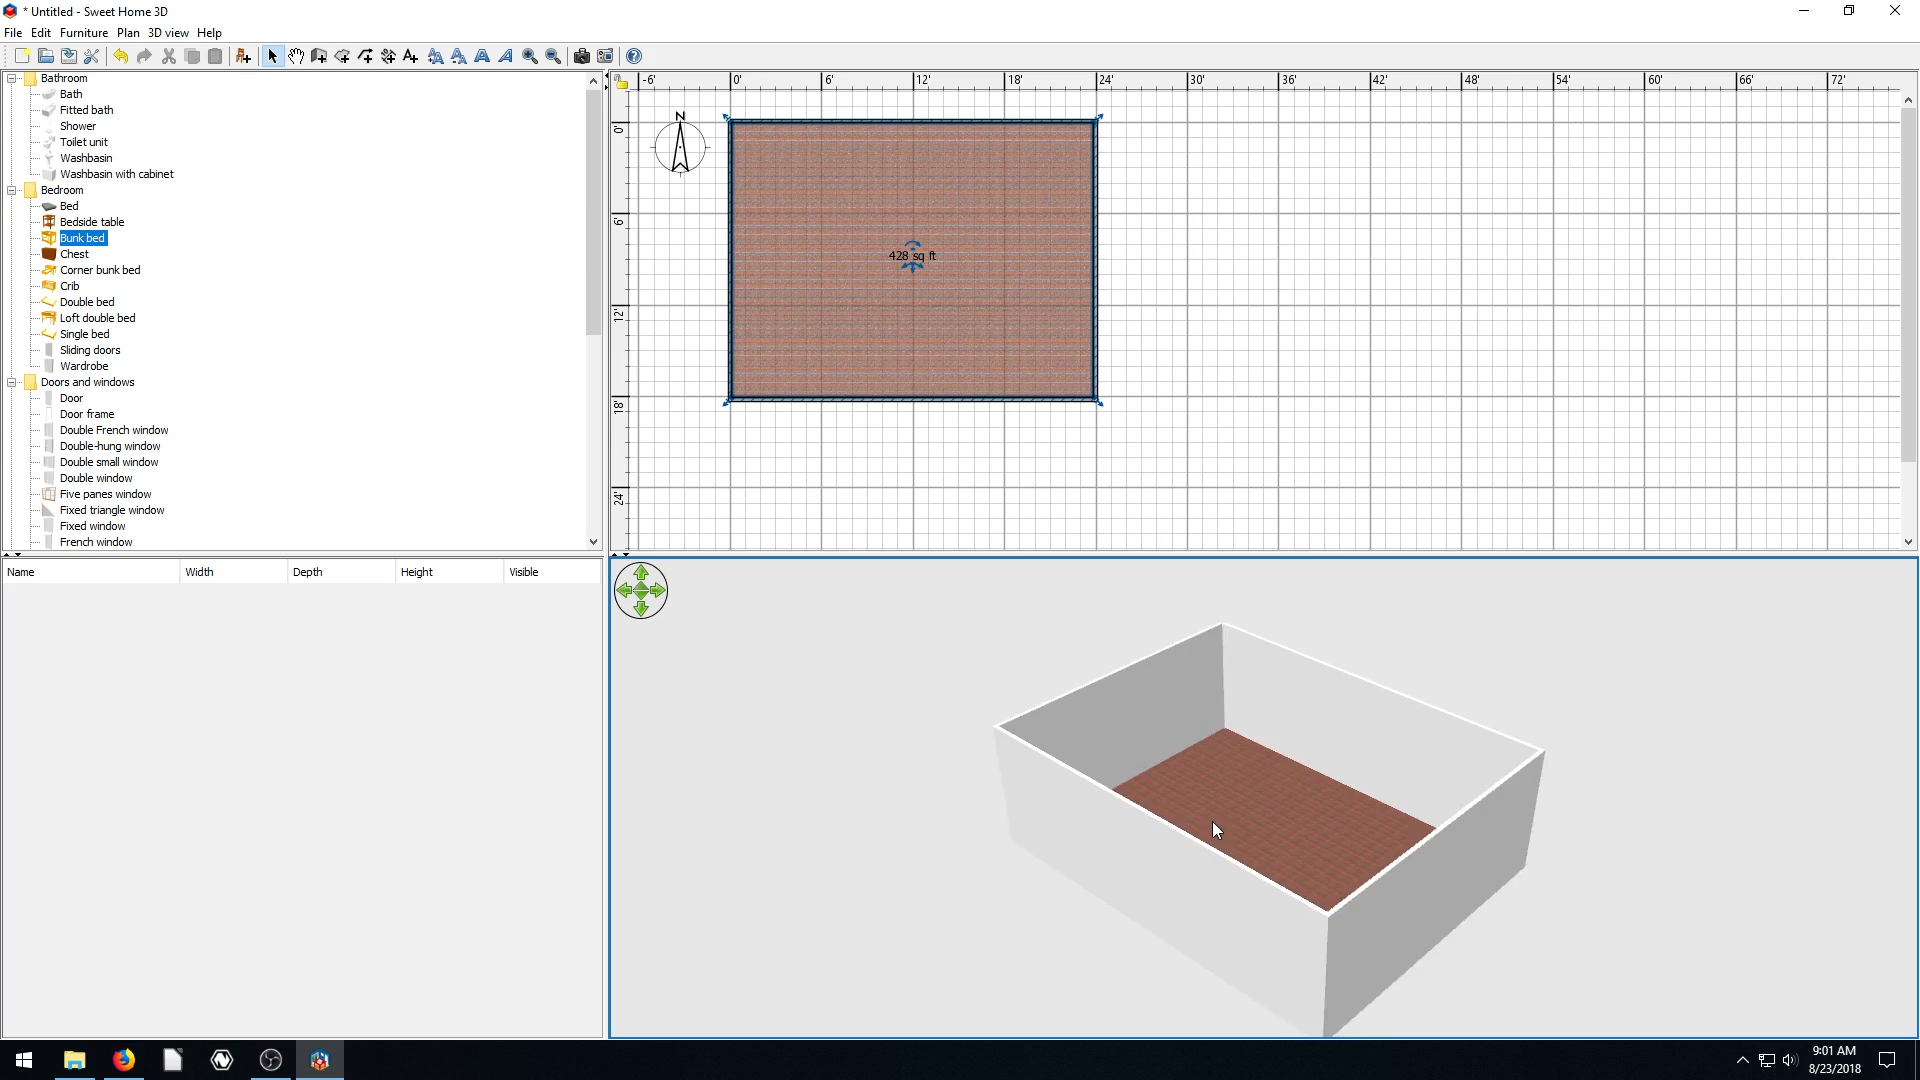 * Untitled - Sweet Home 3D
File Edit Furniture Plan 3D view Help
Bathroom
Bath
Fitted bath
Shower
Toilet unit
Washbasin
Washbasin with cabinet
Bedroom
Bed
Bedside table
Bunk bed
Chest
Corner bunk bed
Crib
Double bed
Loft double bed
Single bed
Sliding doors
Wardrobe
Doors and windows
Door
Door frame
Double French window
Double-hung window
Double small window
Double window
Five panes window
Fixed triangle window
Fixed window
French window
-6' 0' 6' 12' 18' 24' 30' 36' 42' 48' 54' 60' 66' 72'
0'
6'
12'
18'
24'
N
428 sq ft
Name Width Depth Height Visible
9:01 AM
8/23/2018